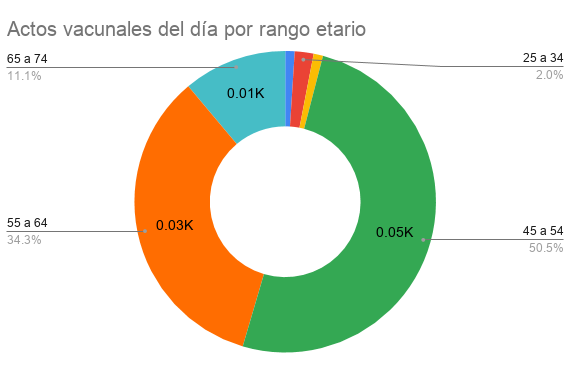 Actos vacunales del día por rango etario
65 a 74
11.1%
25 a 34
2.0%
0.01K
55 a 64
34.3%
0.03K
0.05K
45 a 54
50.5%